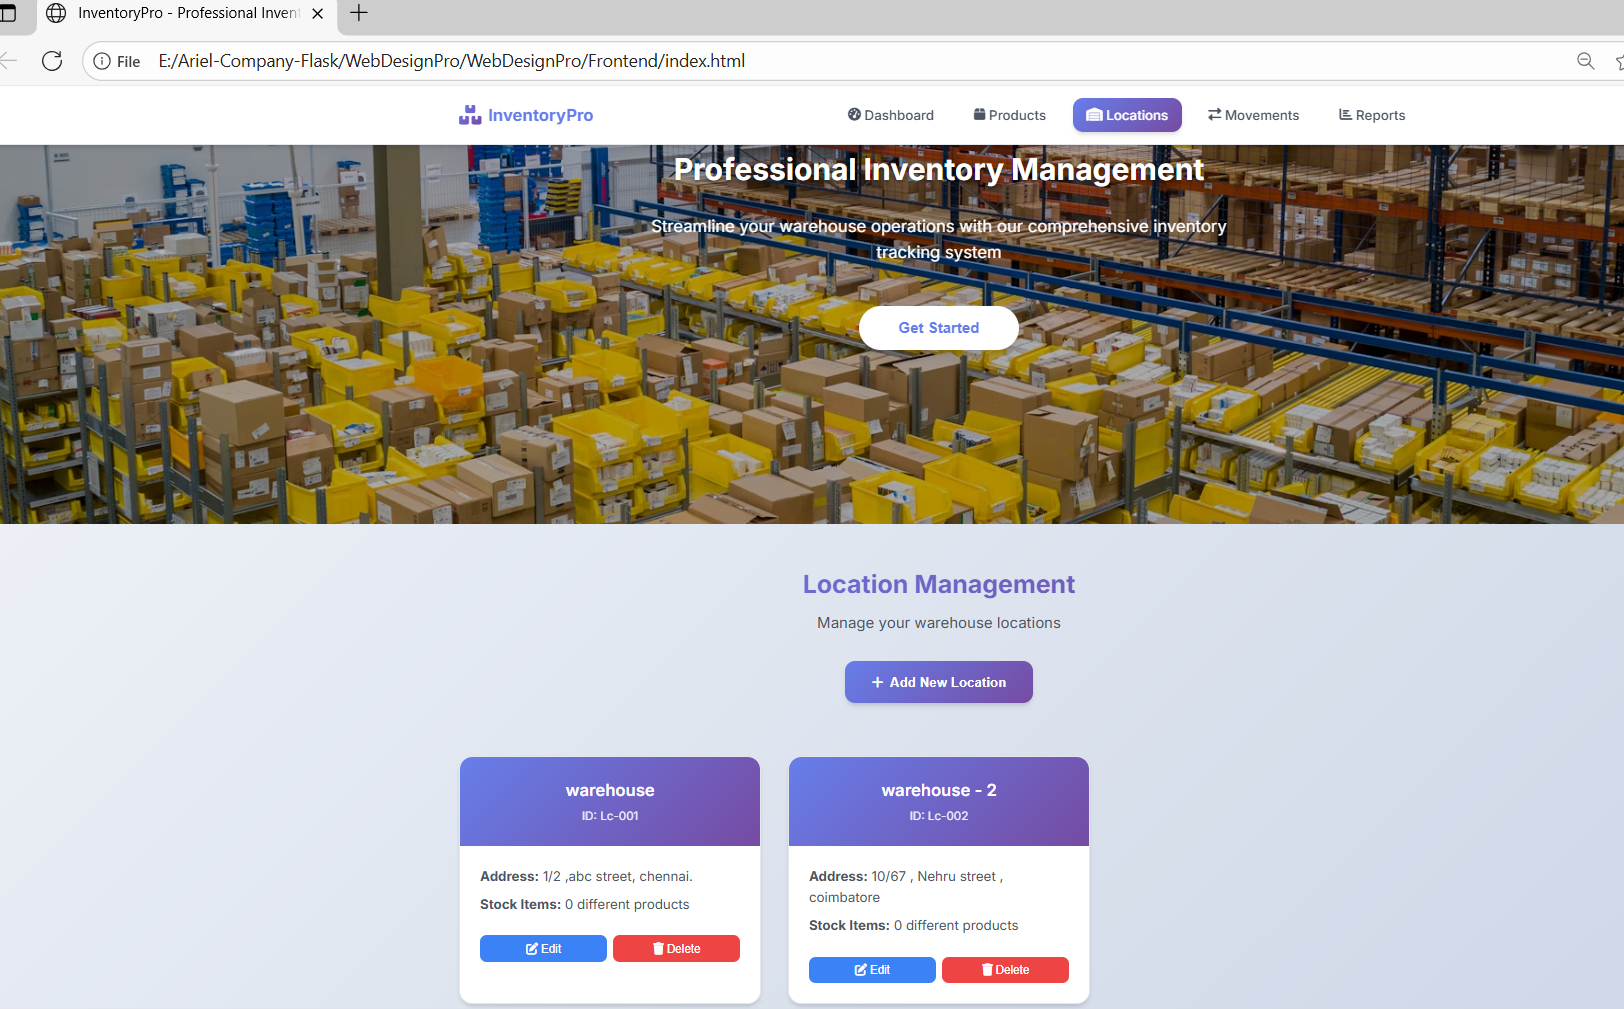 InventoryPro - Professional Invent
File E:/Ariel-Company-Flask/WebDesignPro/WebDesignPro/Frontend/index.html
InventoryPro Dashboard Products Locations Movements Reports
Professional Inventory Management
Streamline your warehouse operations with our comprehensive inventory
tracking system
Get Started
Location Management
Manage your warehouse locations
+ Add New Location
warehouse
ID: Lc-001
Address: 1/2 ,abc street, chennai.
Stock Items: 0 different products
Edit Delete
warehouse - 2
ID: Lc-002
Address: 10/67 , Nehru street ,
coimbatore
Stock Items: 0 different products
Edit Delete